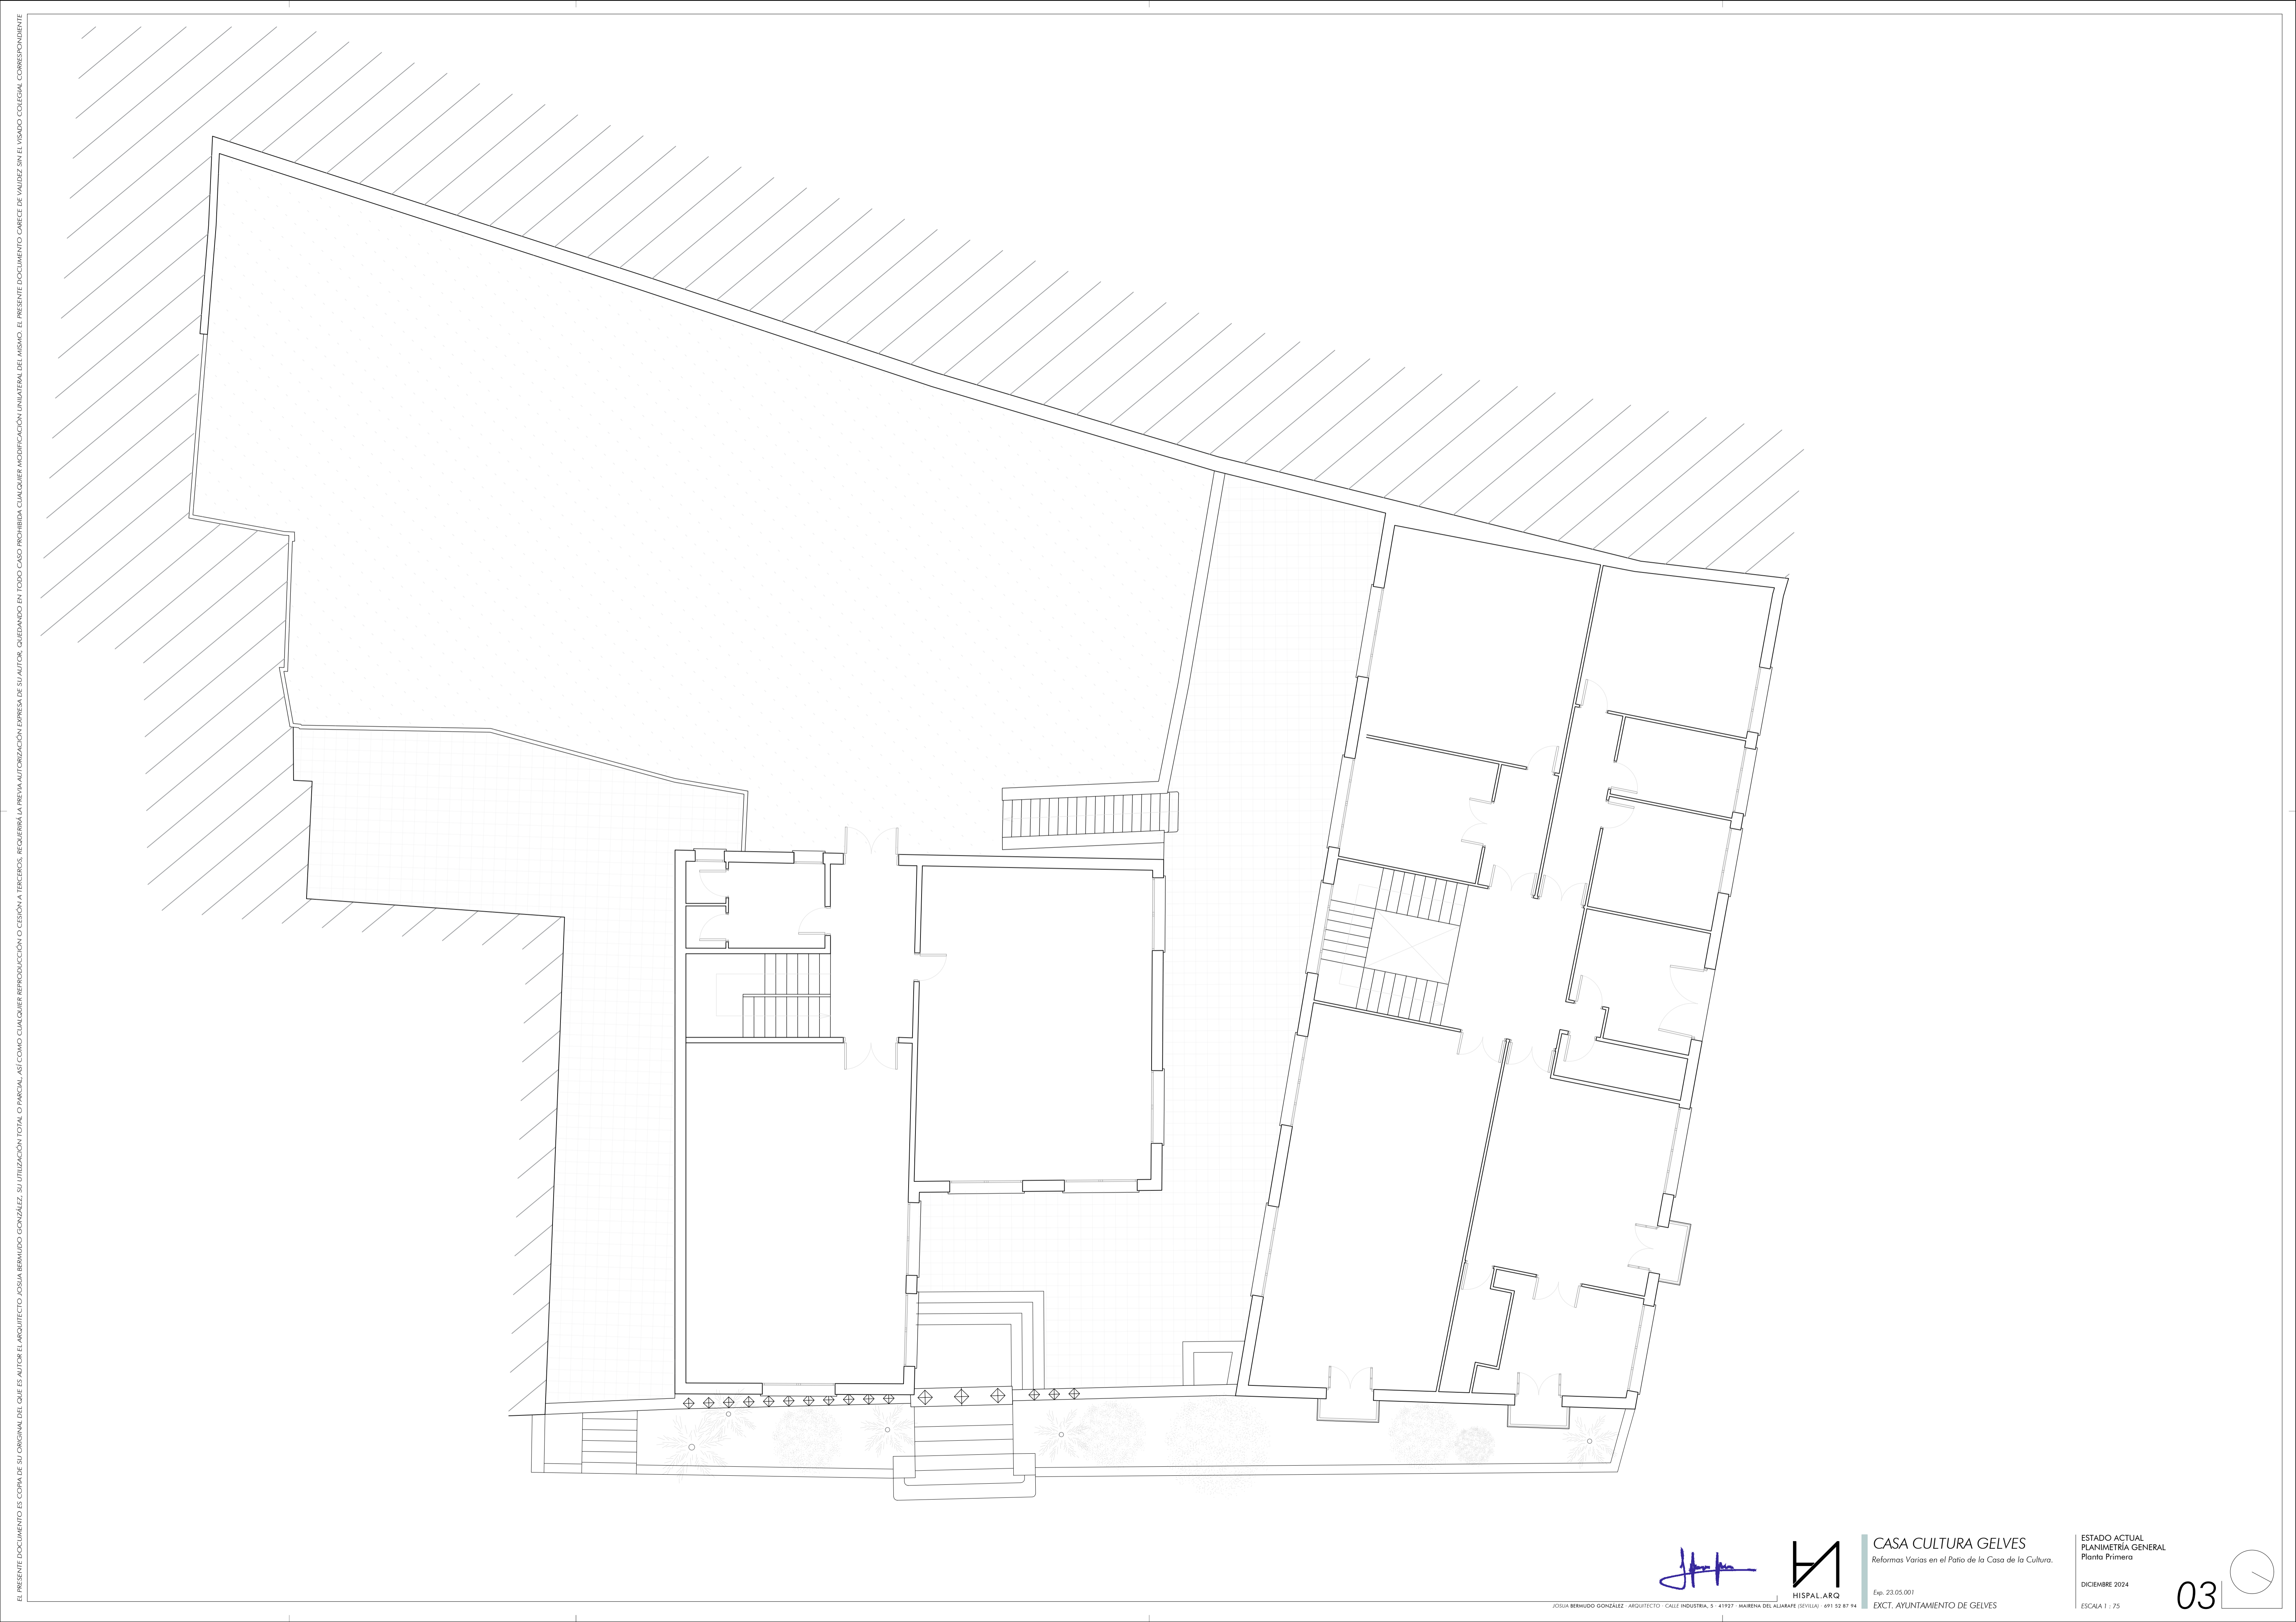 EL PRESENTE DOCUMENTO ES COPIA DE SU ORIGINAL DEL QUE ES AUTOR EL ARQUITECTO JOSUA BERMUDO GONZÁLEZ. SU UTILIZACIÓN TOTAL O PARCIAL, ASÍ COMO CUALQUIER REPRODUCCIÓN O CESIÓN A TERCEROS, REQUERIRÁ LA PREVIA AUTORIZACIÓN EXPRESA DE SU AUTOR, QUEDANDO EN TODO CASO PROHIBIDA CUALQUIER MODIFICACIÓN UNILATERAL DEL MISMO. EL PRESENTE DOCUMENTO CARECE DE VALIDEZ SIN EL VISADO COLEGIAL CORRESPONDIENTE
HISPAL.ARQ
JOSUA BERMUDO GONZÁLEZ · ARQUITECTO · CALLE INDUSTRIA, 5 · 41927 · MAIRENA DEL ALJARAFE (SEVILLA) · 691 52 87 94
CASA CULTURA GELVES
Reformas Varias en el Patio de la Casa de la Cultura.
Exp. 23.05.001
EXCT. AYUNTAMIENTO DE GELVES
ESTADO ACTUAL
PLANIMETRÍA GENERAL
Planta Primera
DICIEMBRE 2024
ESCALA 1 : 75
03